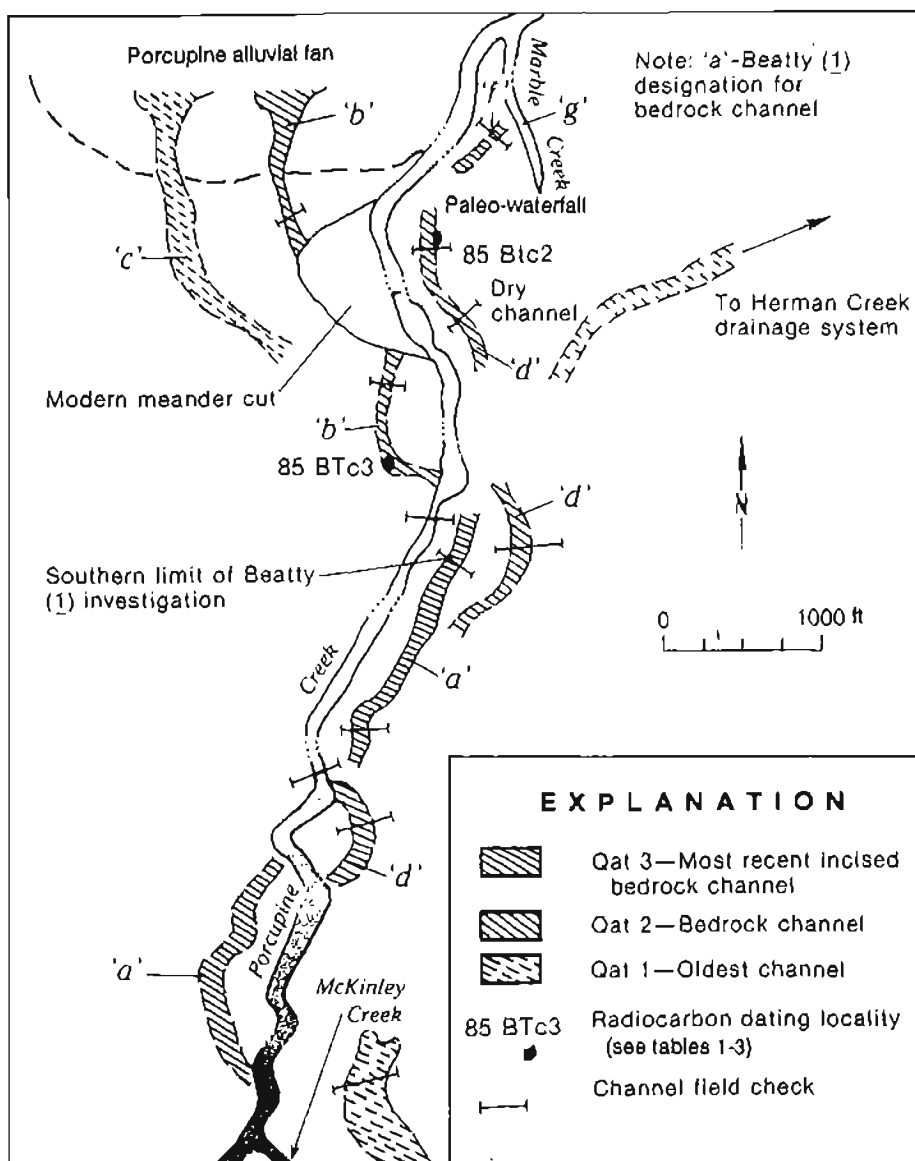 Porcupine alluvial fan
Marble
Creek
Note: 'a'-Beatty (1)
designation for
bedrock channel
'b'
'f'
'g'
Paleo-waterfall
85 Btc2
'c'
Dry
channel
To Herman Creek
drainage system
'd'
Modern meander cut
'b'
85 BTc3
'd'
N
Southern limit of Beatty
(1) investigation
0 1000 ft
Creek
'a'
'd'
Porcupine
'a'
McKinley
Creek
EXPLANATION
Qat 3—Most recent incised
bedrock channel
Qat 2—Bedrock channel
Qat 1—Oldest channel
85 BTc3 Radiocarbon dating locality
(see tables 1-3)
Channel field check